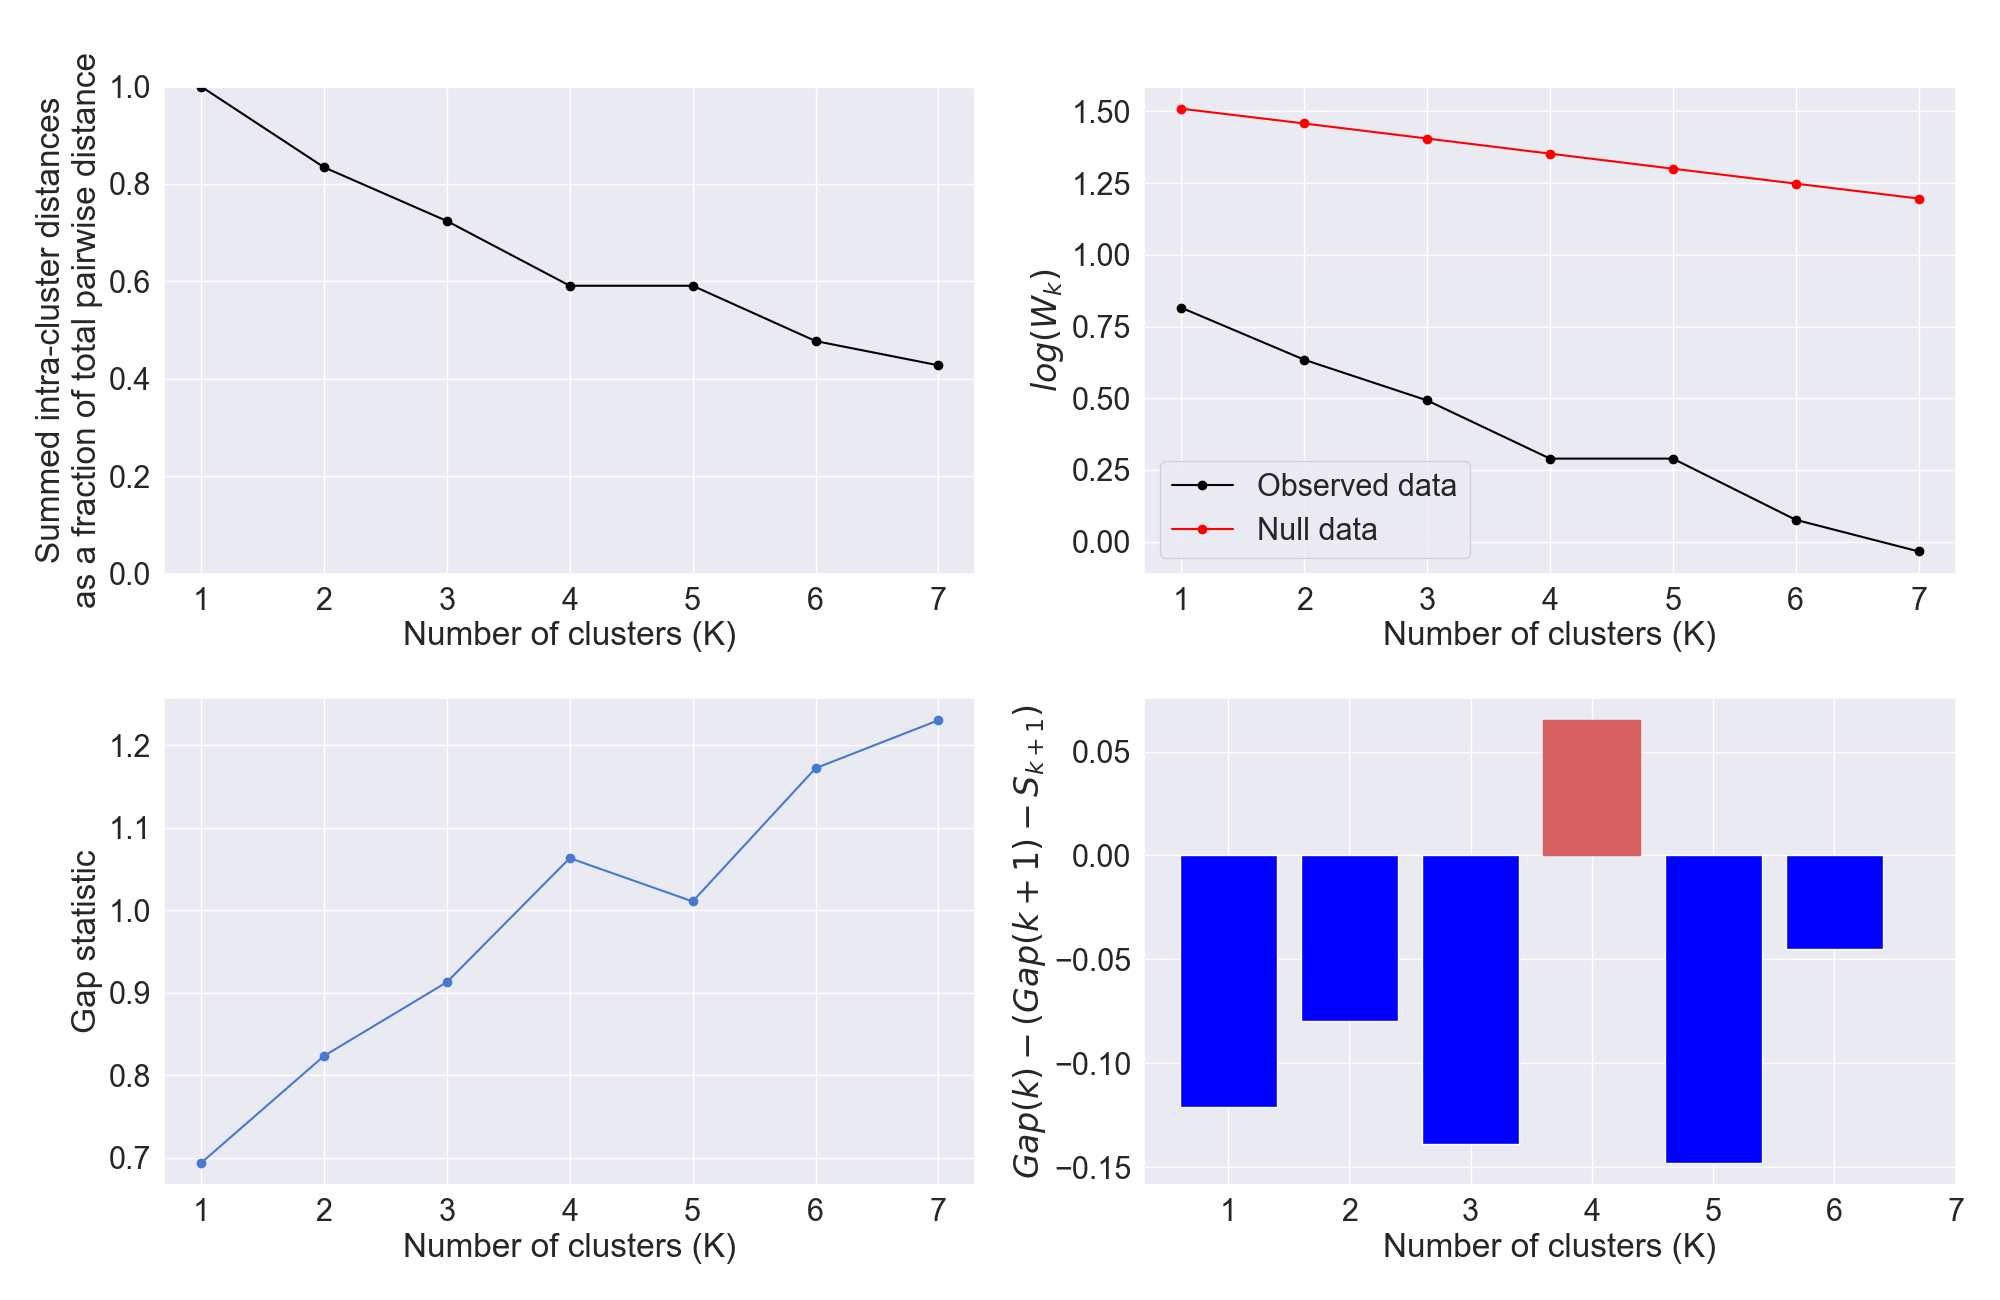 Summed intra-cluster distances
as a fraction of total pairwise distance
1.0
0.8
0.6
0.4
0.2
0.0
1 2 3 4 5 6 7
Number of clusters (K)
log(Wk)
1.50
1.25
1.00
0.75
0.50
0.25
0.00
Observed data
Null data
1 2 3 4 5 6 7
Number of clusters (K)
Gap statistic
1.2
1.1
1.0
0.9
0.8
0.7
1 2 3 4 5 6 7
Number of clusters (K)
Gap(k) − (Gap(k + 1) − Sk + 1)
0.05
0.00
−0.05
−0.10
−0.15
1 2 3 4 5 6 7
Number of clusters (K)